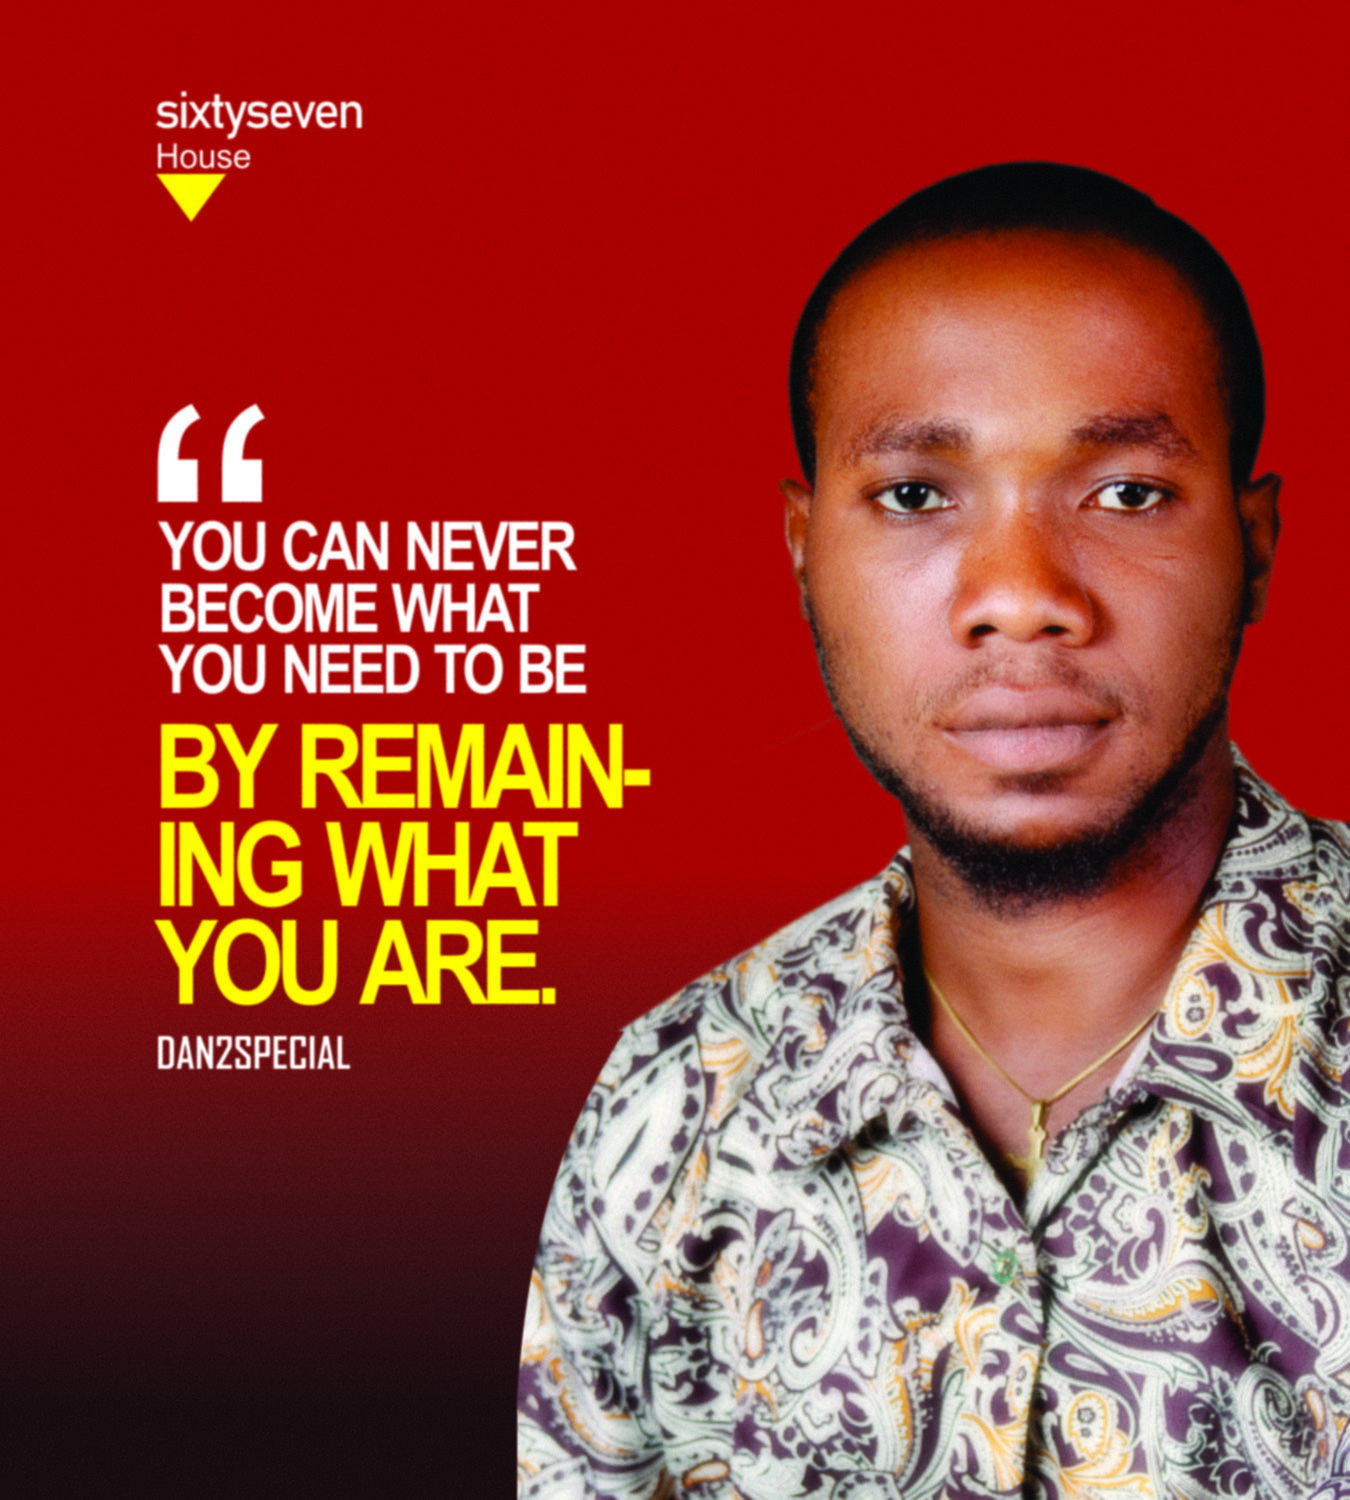 sixtyseven
House
“
YOU CAN NEVER
BECOME WHAT
YOU NEED TO BE
BY REMAIN-
ING WHAT
YOU ARE.
DAN2SPECIAL